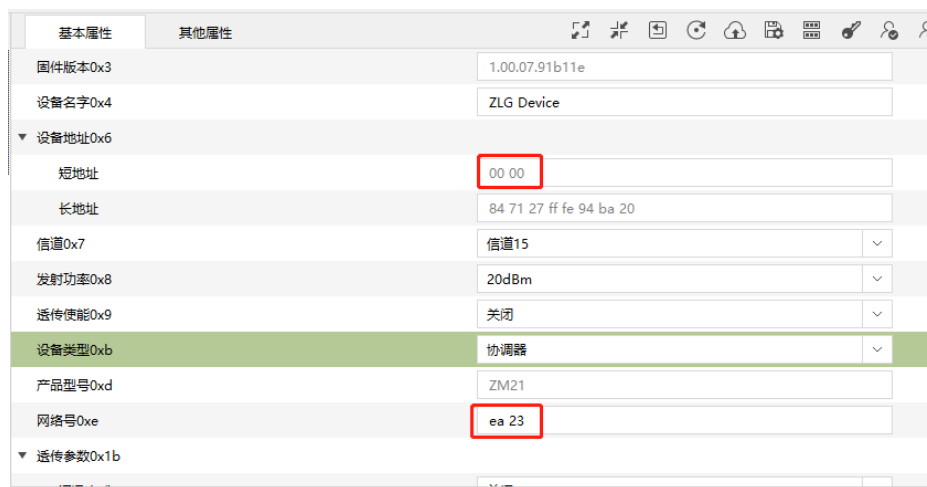 基本属性 其他属性
固件版本0x3 1.00.07.91b11e
设备名字0x4 ZLG Device
设备地址0x6
短地址 00 00
长地址 84 71 27 ff fe 94 ba 20
信道0x7 信道15
发射功率0x8 20dBm
透传使能0x9 关闭
设备类型0xb 协调器
产品型号0xd ZM21
网络号0xe ea 23
透传参数0x1b